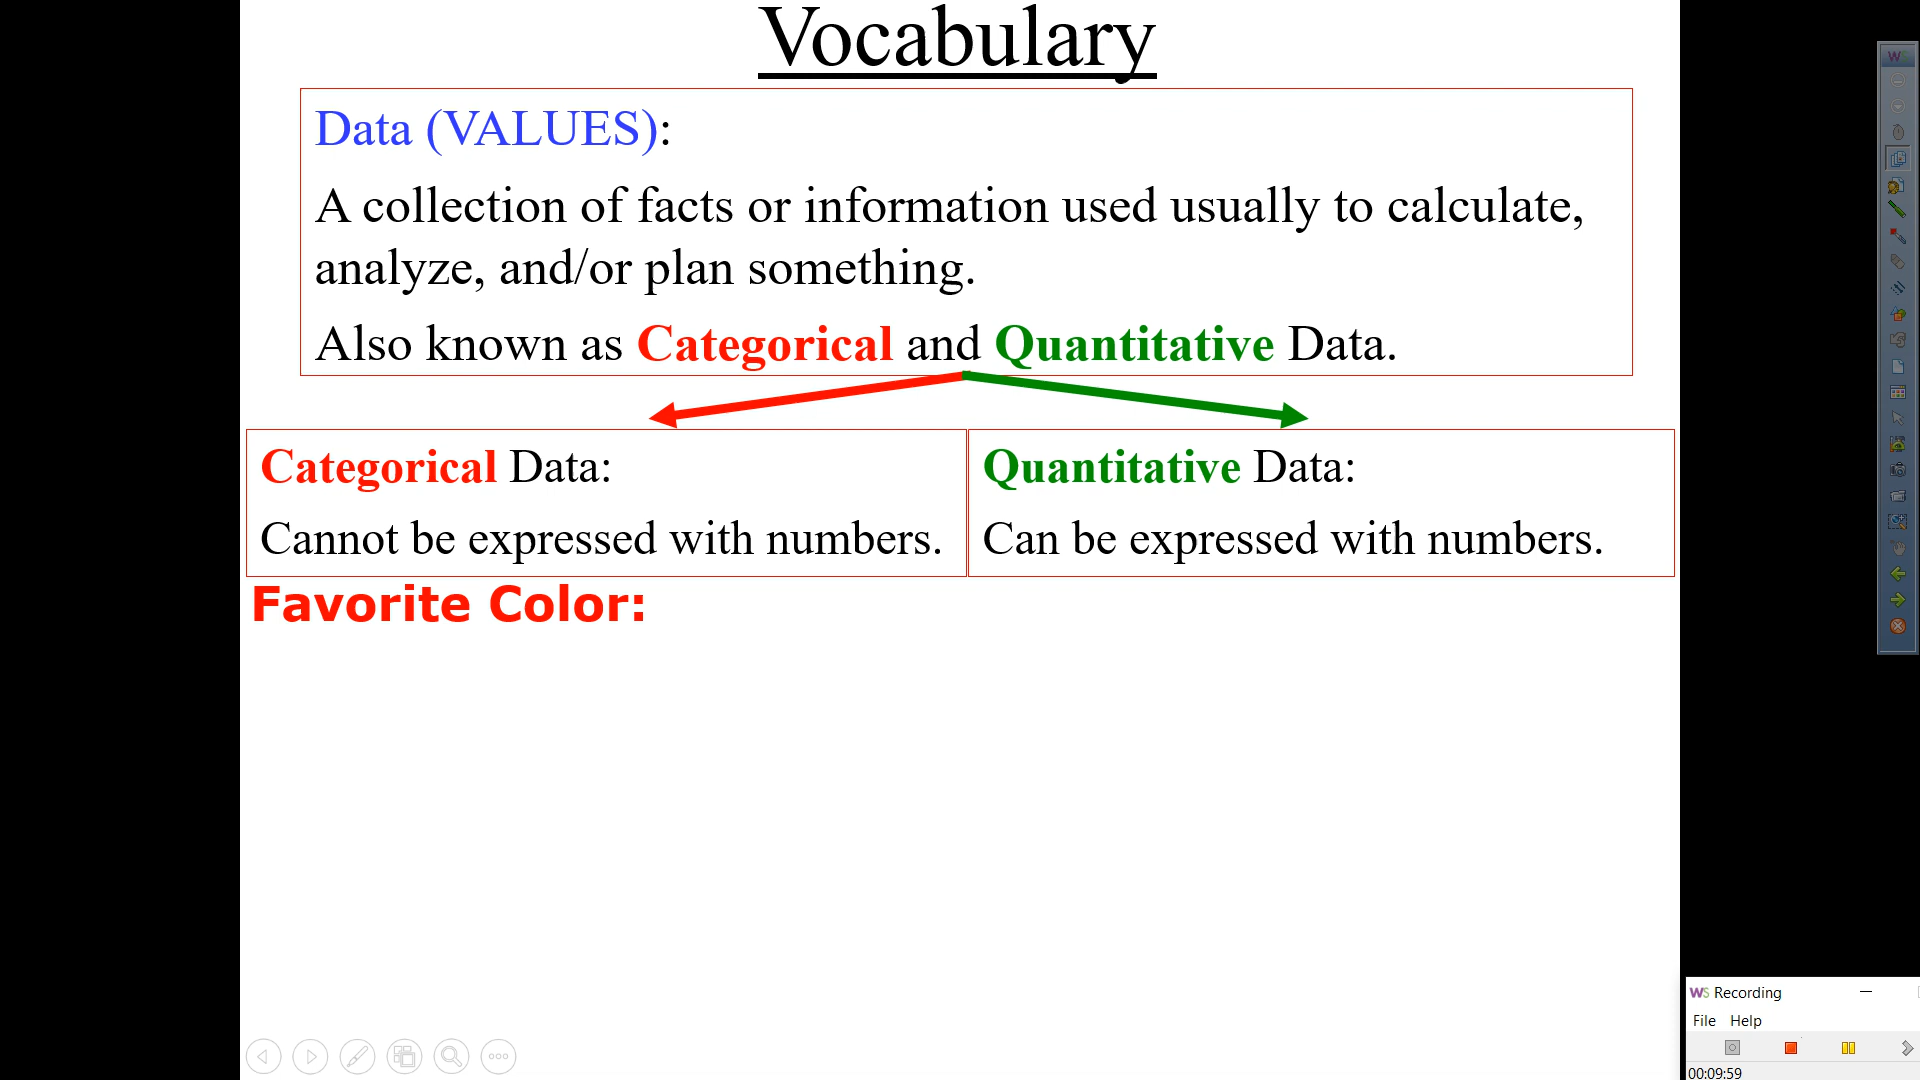 Vocabulary
Data (VALUES):
A collection of facts or information used usually to calculate,
analyze, and/or plan something.
Also known as Categorical and Quantitative Data.
Categorical Data:
Cannot be expressed with numbers.
Quantitative Data:
Can be expressed with numbers.
Favorite Color:
WS
WS Recording
File Help
00:09:59